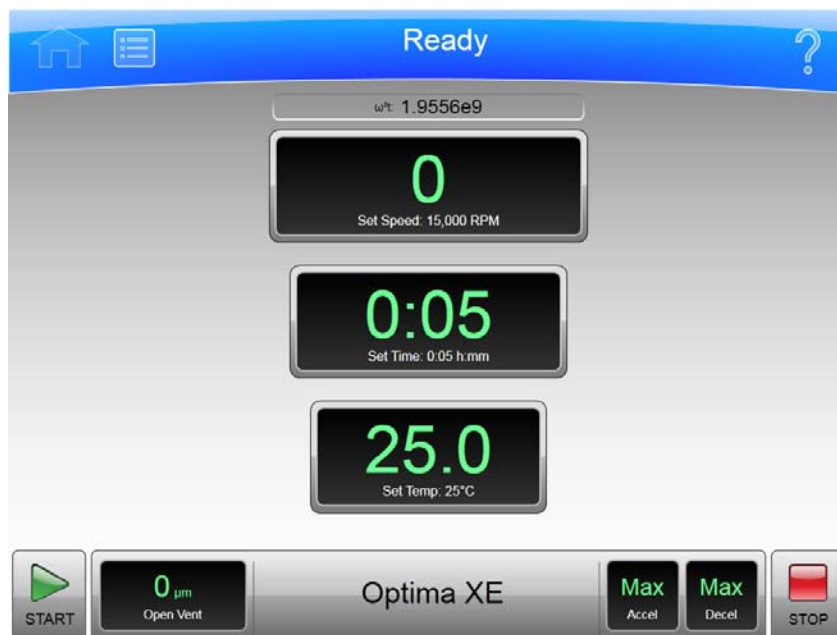 Ready
?
ω²t: 1.9556e9
0
Set Speed: 15,000 RPM
0:05
Set Time: 0:05 h:mm
25.0
Set Temp: 25°C
START
0 µm
Open Vent
Optima XE
Max
Accel
Max
Decel
STOP